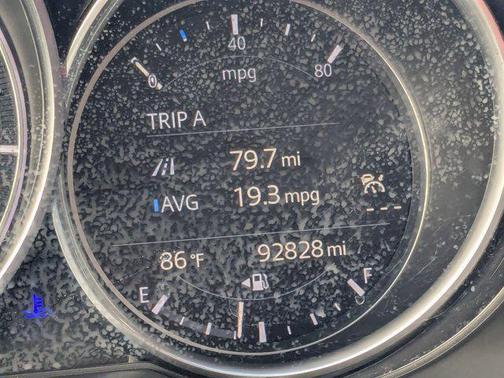 40
0
mpg
80
TRIP A
79.7 mi
AVG
19.3 mpg
---
86 °F
92828 mi
E
F